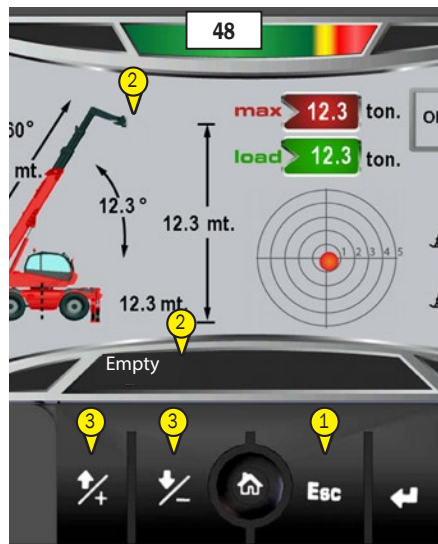 48
2
max 12.3 ton.
load 12.3 ton.
60°
mt.
12.3°
12.3 mt.
1 2 3 4 5
12.3 mt.
2
Empty
3 3 1
+ − Esc